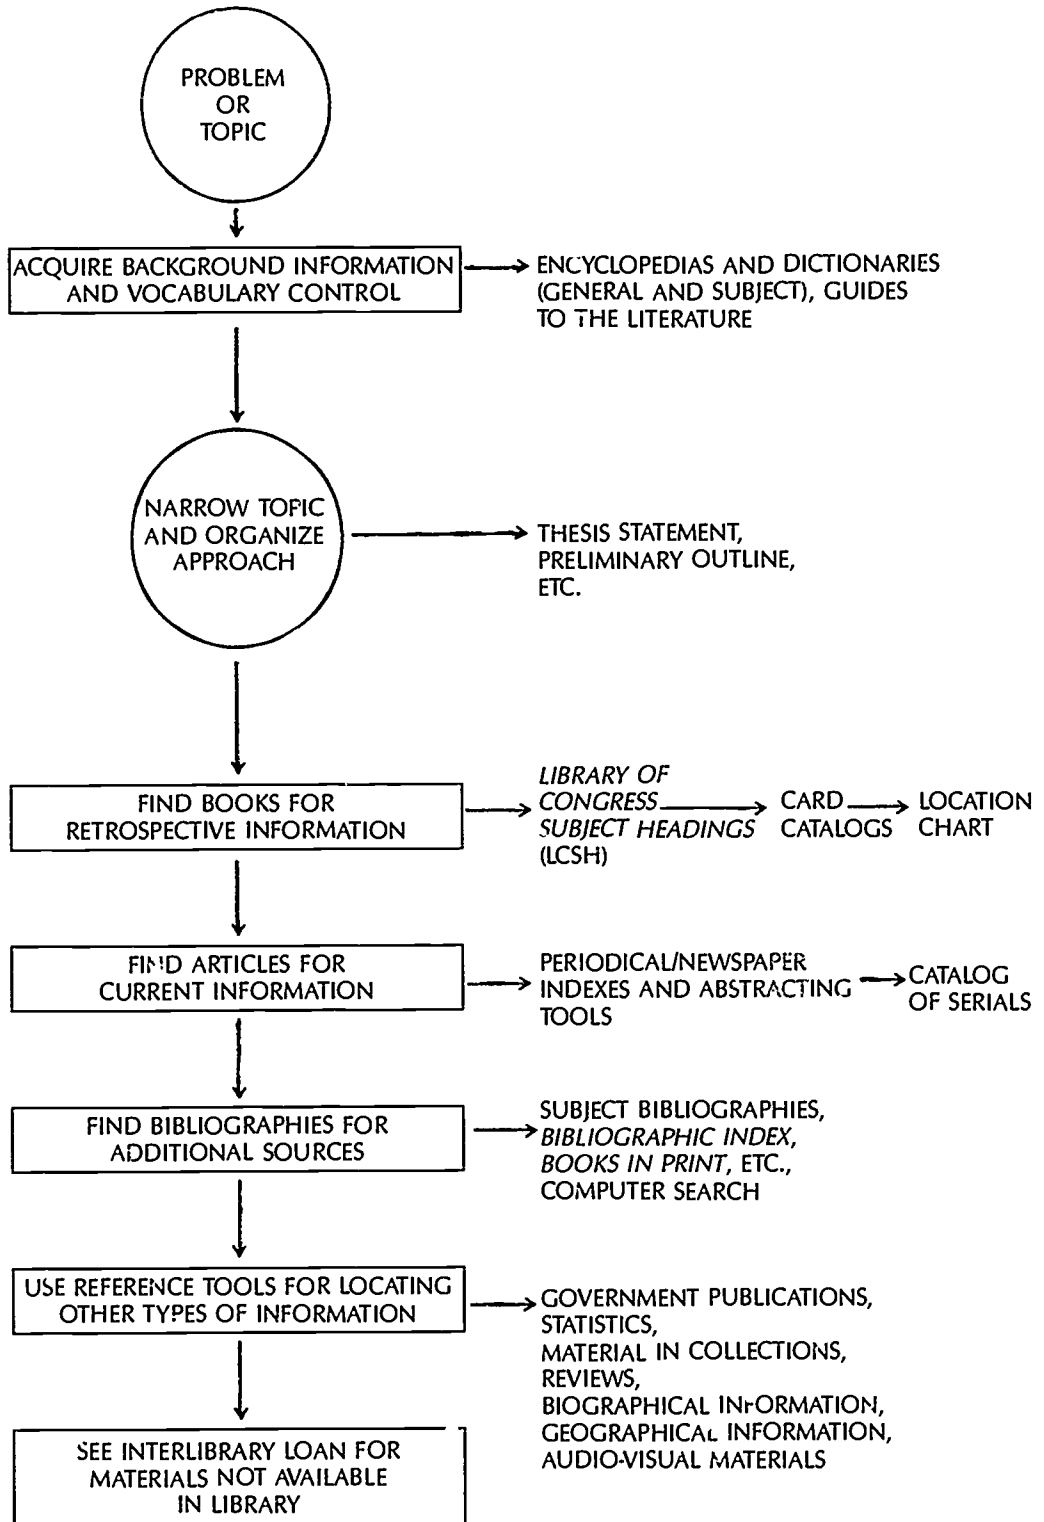 PROBLEM
OR
TOPIC
ACQUIRE BACKGROUND INFORMATION
AND VOCABULARY CONTROL
ENCYCLOPEDIAS AND DICTIONARIES
(GENERAL AND SUBJECT), GUIDES
TO THE LITERATURE
NARROW TOPIC
AND ORGANIZE
APPROACH
THESIS STATEMENT,
PRELIMINARY OUTLINE,
ETC.
FIND BOOKS FOR
RETROSPECTIVE INFORMATION
LIBRARY OF
CONGRESS
SUBJECT HEADINGS
(LCSH)
CARD
CATALOGS
LOCATION
CHART
FIND ARTICLES FOR
CURRENT INFORMATION
PERIODICAL/NEWSPAPER
INDEXES AND ABSTRACTING
TOOLS
CATALOG
OF SERIALS
FIND BIBLIOGRAPHIES FOR
ADDITIONAL SOURCES
SUBJECT BIBLIOGRAPHIES,
BIBLIOGRAPHIC INDEX,
BOOKS IN PRINT, ETC.,
COMPUTER SEARCH
USE REFERENCE TOOLS FOR LOCATING
OTHER TYPES OF INFORMATION
GOVERNMENT PUBLICATIONS,
STATISTICS,
MATERIAL IN COLLECTIONS,
REVIEWS,
BIOGRAPHICAL INFORMATION,
GEOGRAPHICAL INFORMATION,
AUDIO-VISUAL MATERIALS
SEE INTERLIBRARY LOAN FOR
MATERIALS NOT AVAILABLE
IN LIBRARY